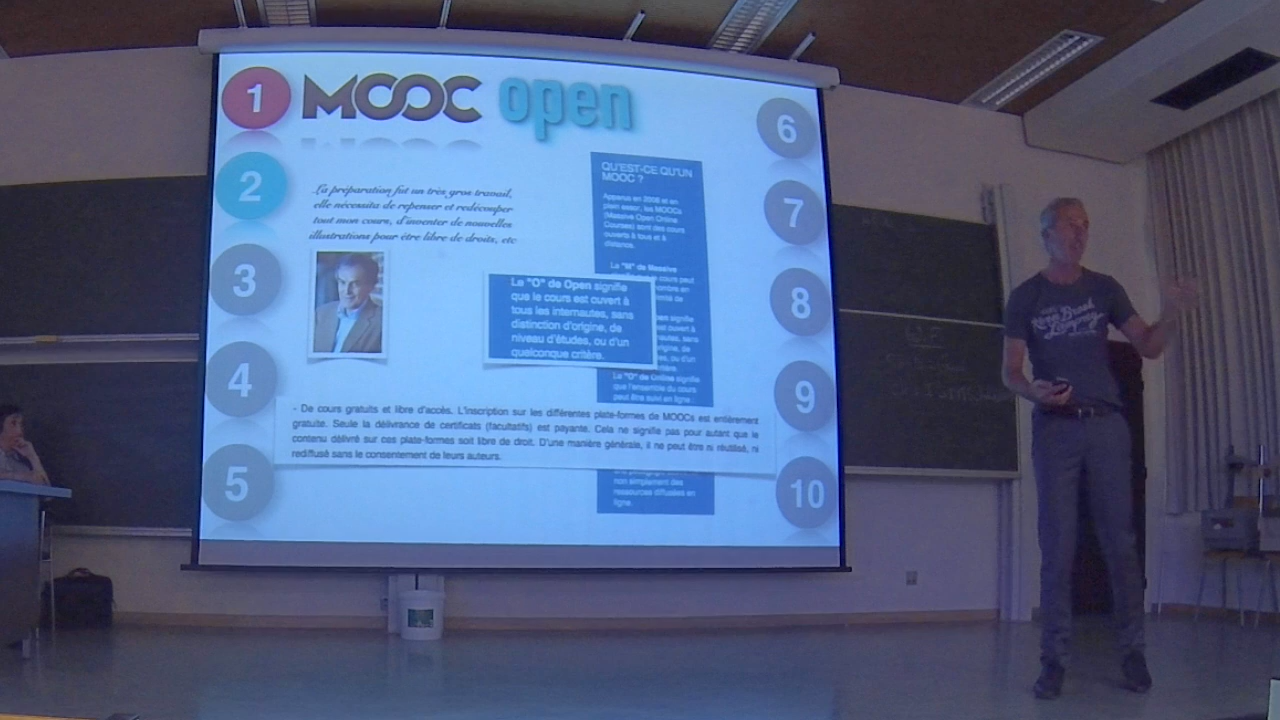 1 MOOC open
2
3
4
5
6
7
8
9
10
La préparation fut un très gros travail,
elle nécessita de repenser et redécouper
tout mon cours, d'inventer de nouvelles
illustrations pour être libre de droits, etc
QU'EST-CE QU'UN
MOOC ?
Apparus en 2008 et en
plein essor, les MOOCs
(Massive Open Online
Courses) sont des cours
ouverts à tous et à
distance.
Le "M" de Massive
Le "O" de Open signifie
que le cours est ouvert à
tous les internautes, sans
distinction d'origine, de
niveau d'études, ou d'un
quelconque critère.
Le "O" de Online signifie
que l'ensemble du cours
peut être suivi en ligne
- De cours gratuits et libre d'accès. L'inscription sur les différentes plate-formes de MOOCs est entièrement
gratuite. Seule la délivrance de certificats (facultatifs) est payante. Cela ne signifie pas pour autant que le
contenu délivré sur ces plate-formes soit libre de droit. D'une manière générale, il ne peut être ni réutilisé, ni
rediffusé sans le consentement de leurs auteurs.
non simplement des
ressources diffusées en
ligne.